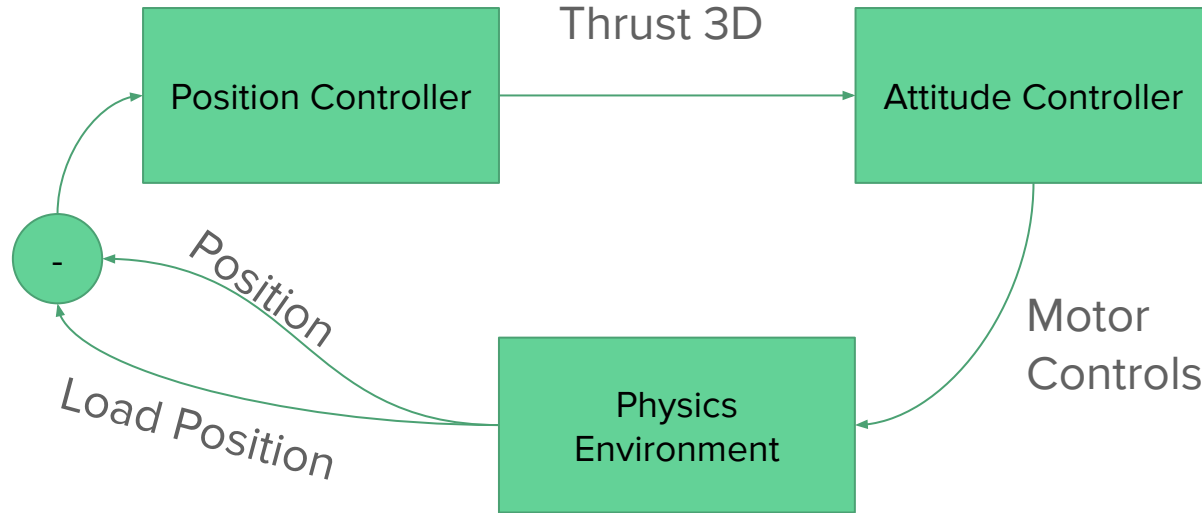 Thrust 3D
Position Controller
Attitude Controller
-
Position
Load Position
Motor
Controls
Physics
Environment